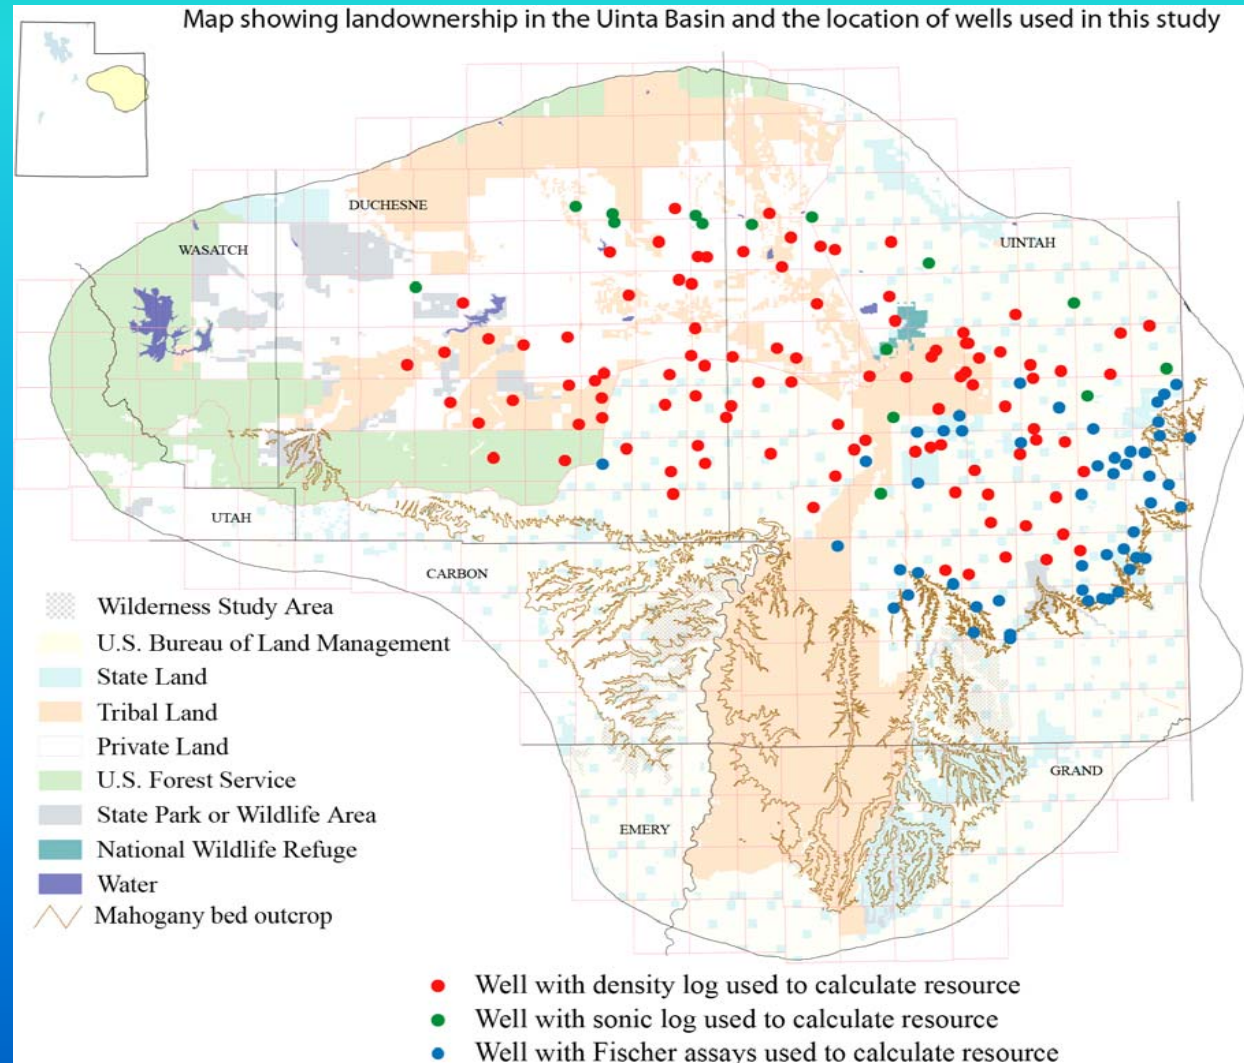 Map showing landownership in the Uinta Basin and the location of wells used in this study
DUCHESNE
WASATCH
UINTAH
UTAH
CARBON
Wilderness Study Area
U.S. Bureau of Land Management
State Land
Tribal Land
Private Land
U.S. Forest Service
State Park or Wildlife Area
National Wildlife Refuge
Water
Mahogany bed outcrop
GRAND
EMERY
Well with density log used to calculate resource
Well with sonic log used to calculate resource
Well with Fischer assays used to calculate resource